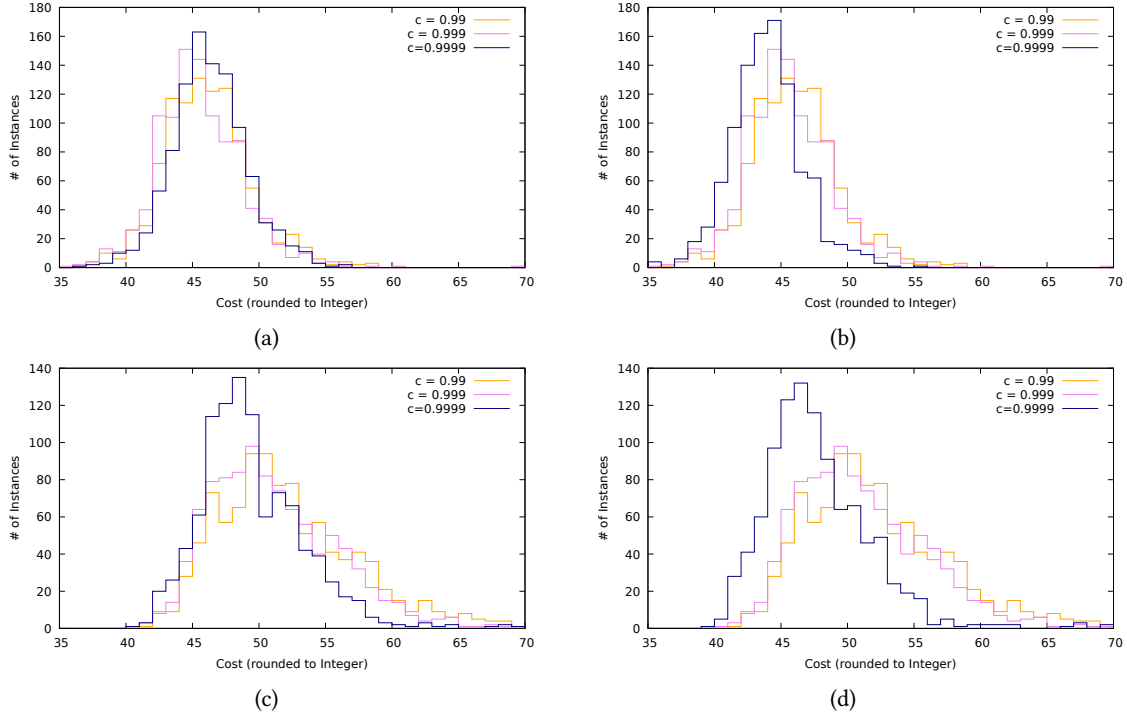 180
160
140
120
100
80
60
40
20
0
# of Instances
c = 0.99
c = 0.999
c=0.9999
35 40 45 50 55 60 65 70
Cost (rounded to Integer)
(a)
180
160
140
120
100
80
60
40
20
0
# of Instances
c = 0.99
c = 0.999
c=0.9999
35 40 45 50 55 60 65 70
Cost (rounded to Integer)
(b)
140
120
100
80
60
40
20
0
# of Instances
c = 0.99
c = 0.999
c=0.9999
35 40 45 50 55 60 65 70
Cost (rounded to Integer)
(c)
140
120
100
80
60
40
20
0
# of Instances
c = 0.99
c = 0.999
c=0.9999
35 40 45 50 55 60 65 70
Cost (rounded to Integer)
(d)